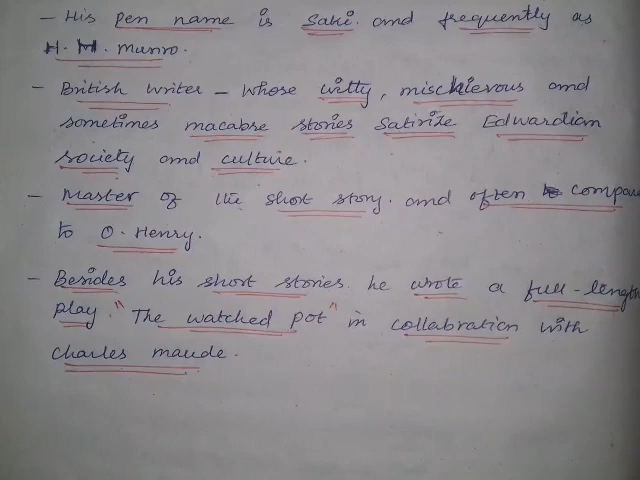 - His pen name is Saki. and frequently as
H. H. munro.
- British writer - whose witty, mischievous and
sometimes macabre stories Satirize Edwardian
society and culture.
- Master of the short story. and often compare
to O. Henry.
- Besides his short stories. he wrote a full-length
play. "The watched pot" in collabration with
charles maude.